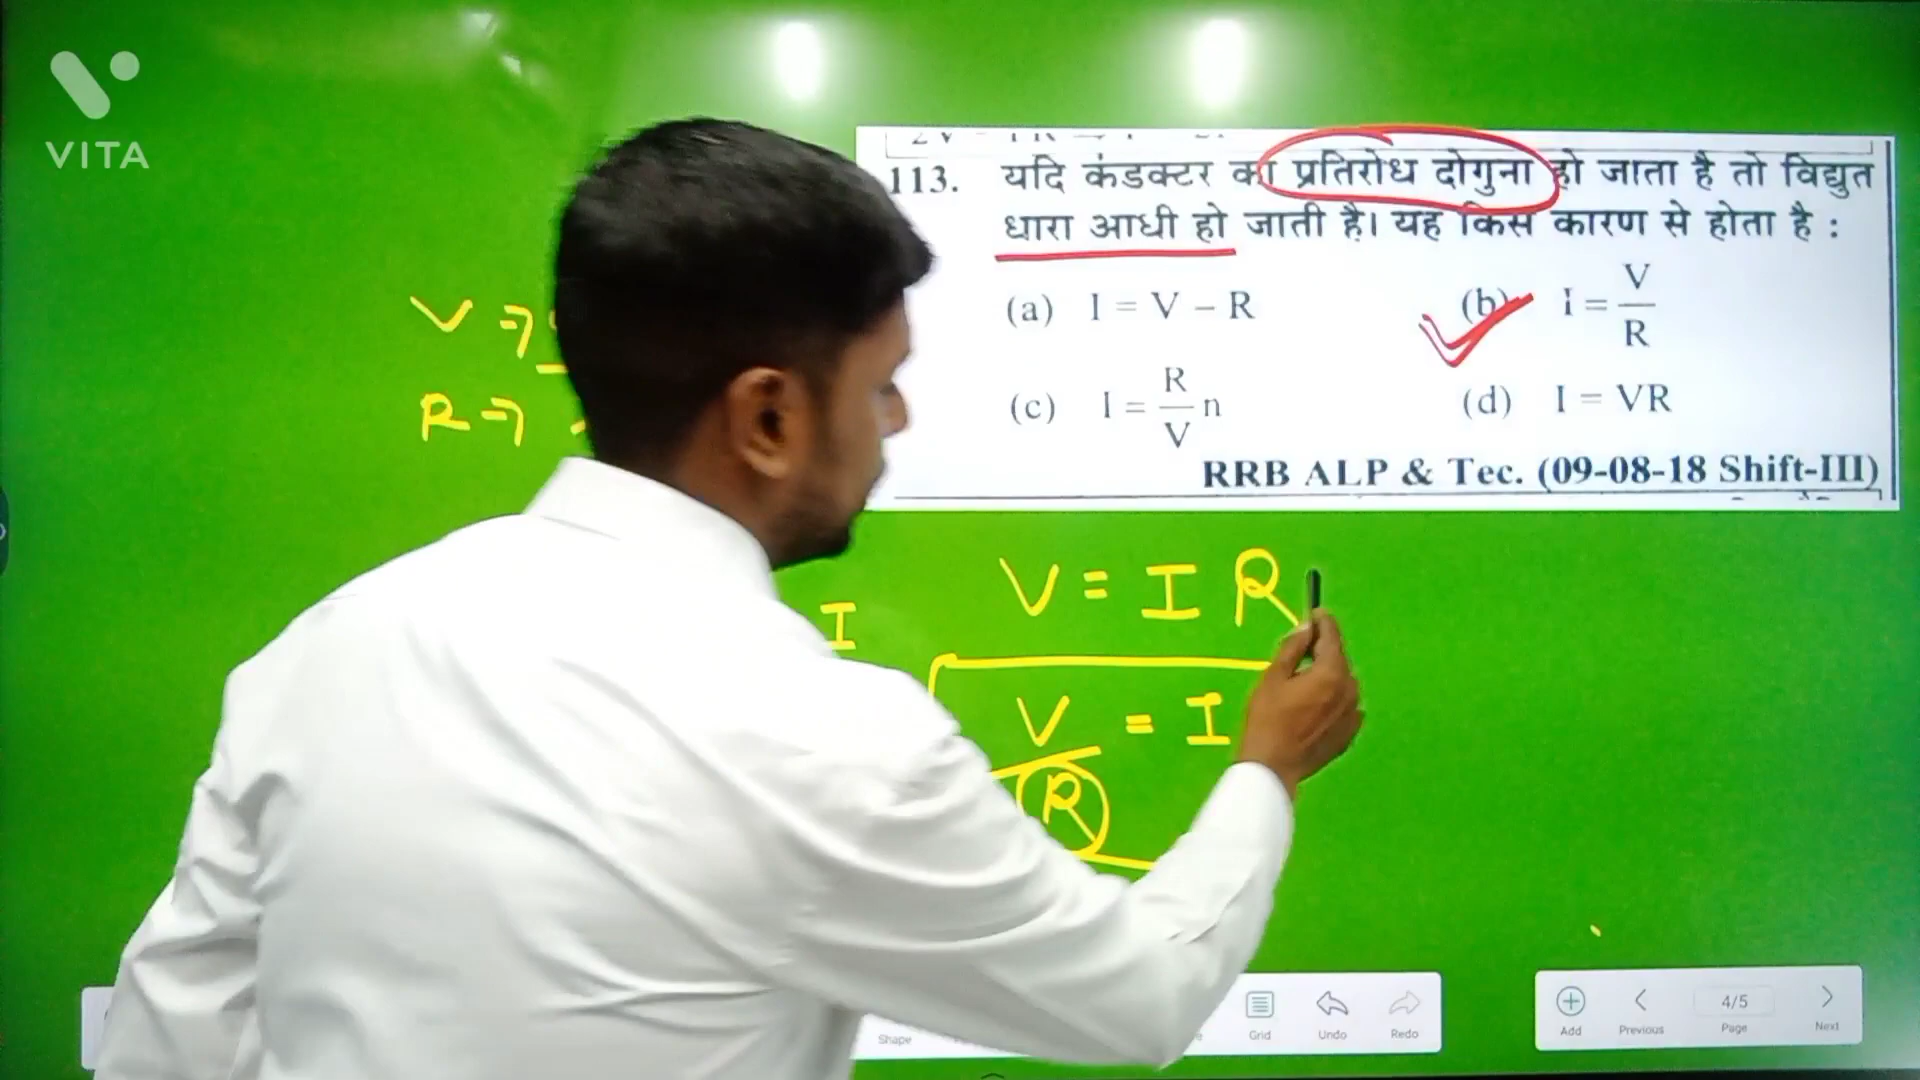 VITA
113. यदि कंडक्टर का प्रतिरोध दोगुना हो जाता है तो विद्युत
धारा आधी हो जाती है। यह किस कारण से होता है :
(a) I = V – R
(b) I = V/R
(c) I = R/V n
(d) I = VR
RRB ALP & Tec. (09-08-18 Shift-III)
V
R
I
V = I R
V/R = I
Shape
Grid
Undo
Redo
Add
Previous
4/5
Page
Next